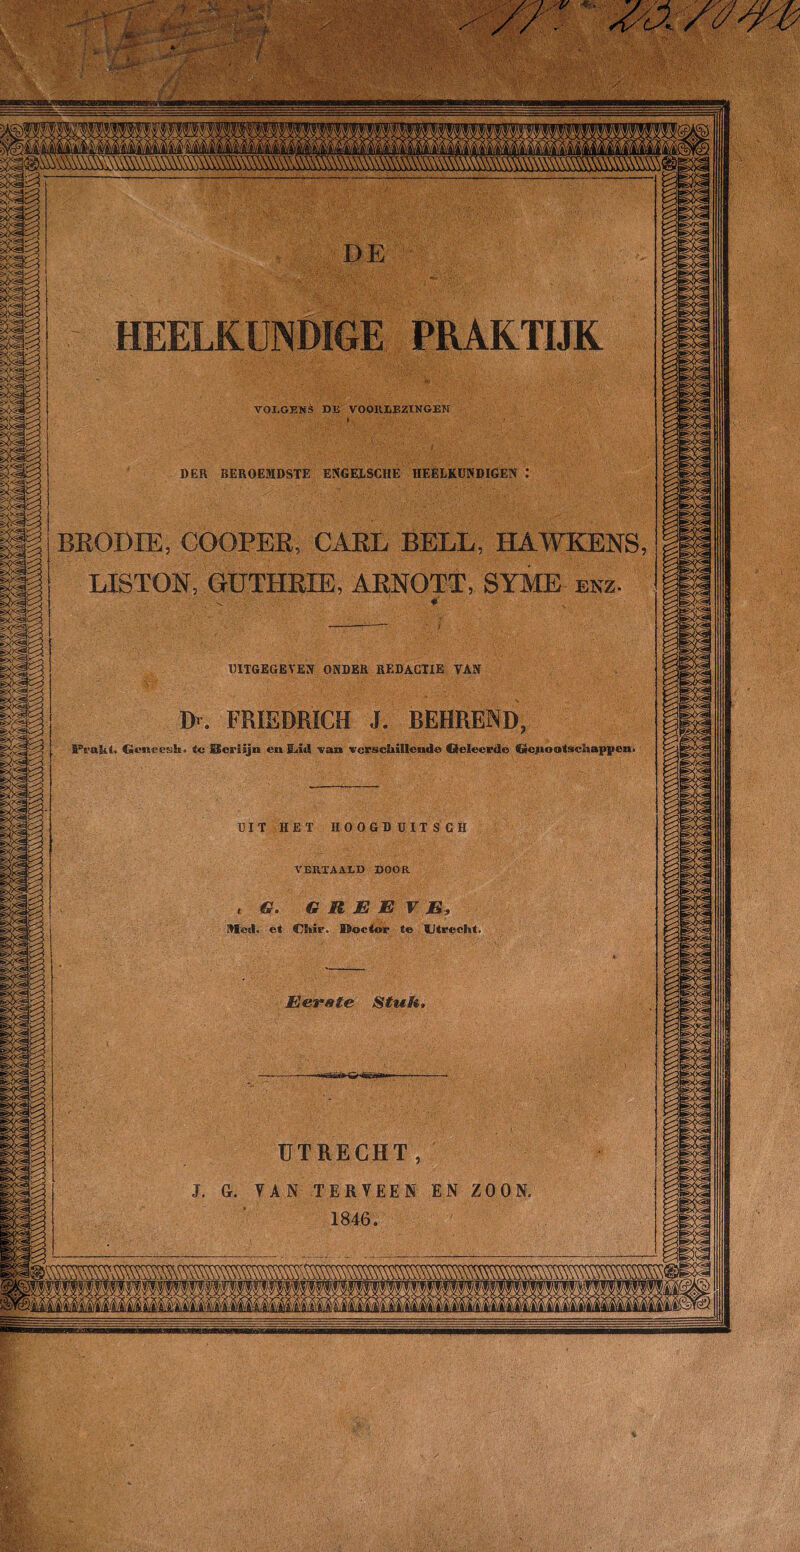 DE
HEELKUNDIGE PRAKTIJK
VOLGENS DE VOORLEZINGEN
DER BEROEMDSTE ENGELSCHE HEELKUNDIGEN :
BRODIE, COOPER, CARL BELL, HAWKENS,
LISTON, GUTHRIE, ARNOTT, SYME ENZ.
UITGEGEVEN ONDER REDACTIE VAN
Dr. FRIEDRICH J. BEHREND,
Prakt. Geneesh. te Berlijn en Lid van verschillende Geleerde Genootschappen.
UIT HET HOOGDUITSCH
VERTAALD DOOR
G. GREEVE,
Med. et Chir. Doctor te Utrecht.
Eerste Stuk.
UTRECHT,
J. G. VAN TERVEEN EN ZOON.
1846.